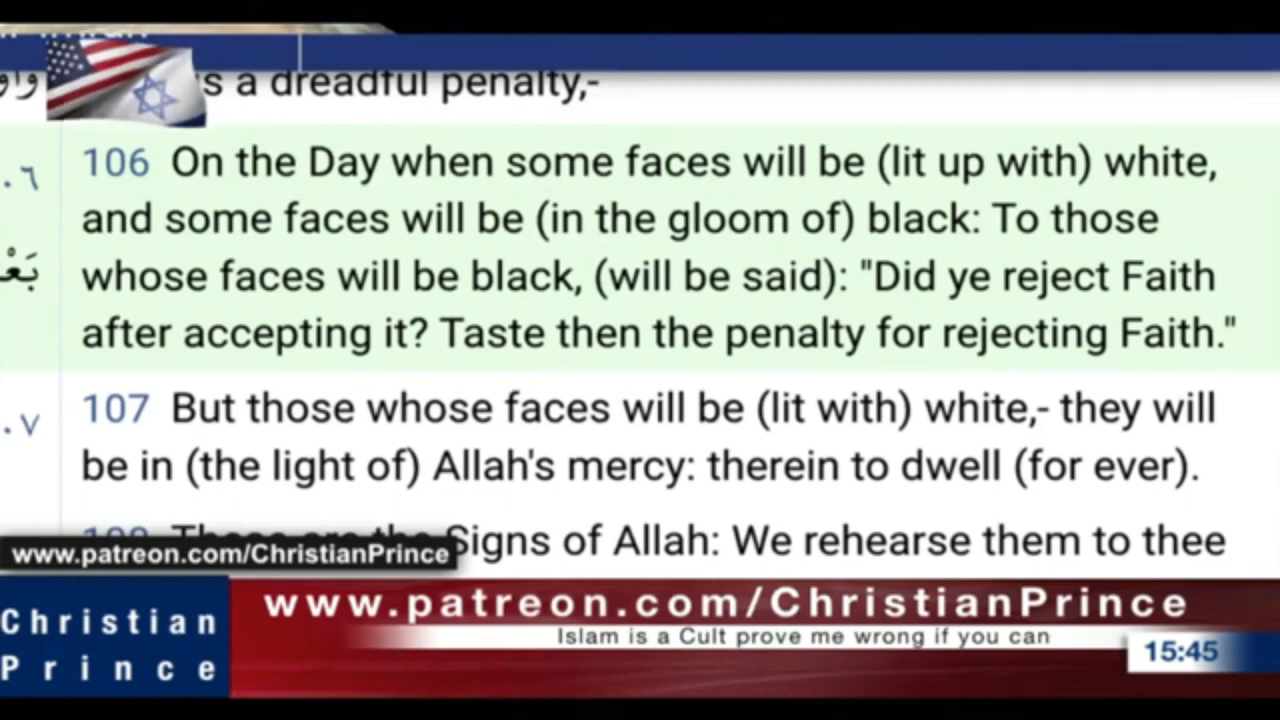 s a dreadful penalty,-
106 On the Day when some faces will be (lit up with) white,
and some faces will be (in the gloom of) black: To those
whose faces will be black, (will be said): "Did ye reject Faith
after accepting it? Taste then the penalty for rejecting Faith."
107 But those whose faces will be (lit with) white,- they will
be in (the light of) Allah's mercy: therein to dwell (for ever).
108 These are the Signs of Allah: We rehearse them to thee
www.patreon.com/ChristianPrince
www.patreon.com/ChristianPrince
Islam is a Cult prove me wrong if you can
Christian
Prince
15:45